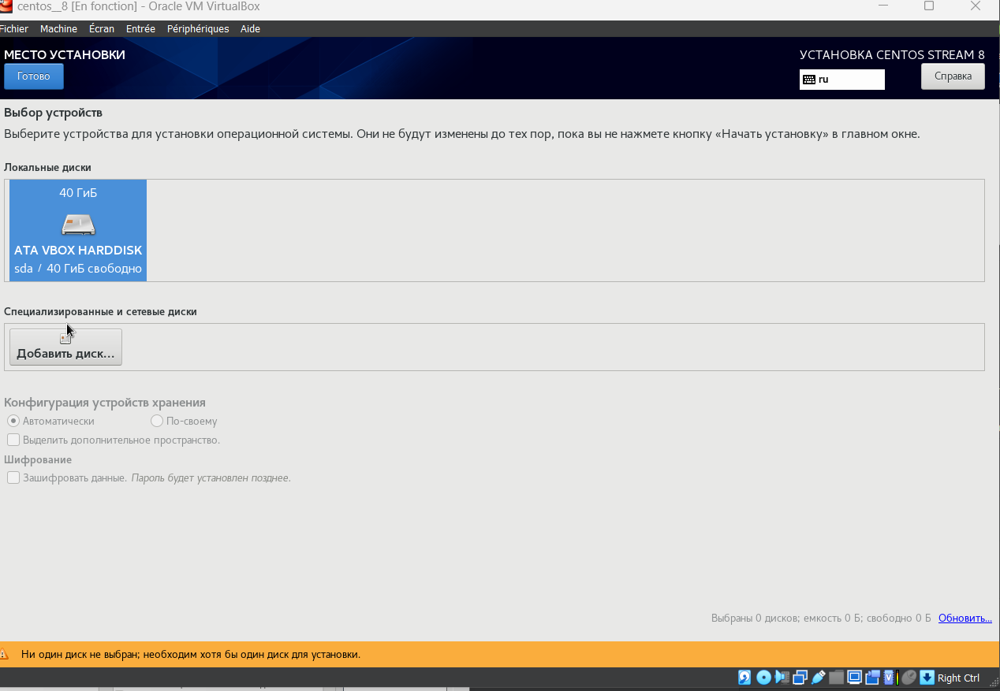 centos__8 [En fonction] - Oracle VM VirtualBox
Fichier Machine Écran Entrée Périphériques Aide
МЕСТО УСТАНОВКИ
УСТАНОВКА CENTOS STREAM 8
Готово
ru
Справка
Выбор устройств
Выберите устройства для установки операционной системы. Они не будут изменены до тех пор, пока вы не нажмете кнопку «Начать установку» в главном окне.
Локальные диски
40 ГиБ
ATA VBOX HARDDISK
sda / 40 ГиБ свободно
Специализированные и сетевые диски
Добавить диск...
Конфигурация устройств хранения
Автоматически По-своему
Выделить дополнительное пространство.
Шифрование
Зашифровать данные. Пароль будет установлен позднее.
Выбраны 0 дисков; емкость 0 Б; свободно 0 Б Обновить...
Ни один диск не выбран; необходим хотя бы один диск для установки.
Right Ctrl